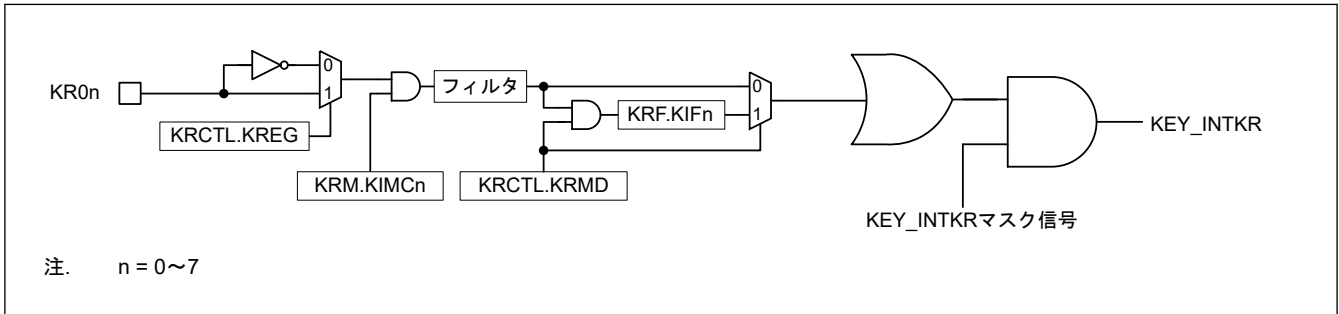 KR0n
0
1
KRCTL.KREG
KRM.KIMCn
フィルタ
KRF.KIFn
KRCTL.KRMD
0
1
KEY_INTKR
KEY_INTKRマスク信号
注. n = 0～7